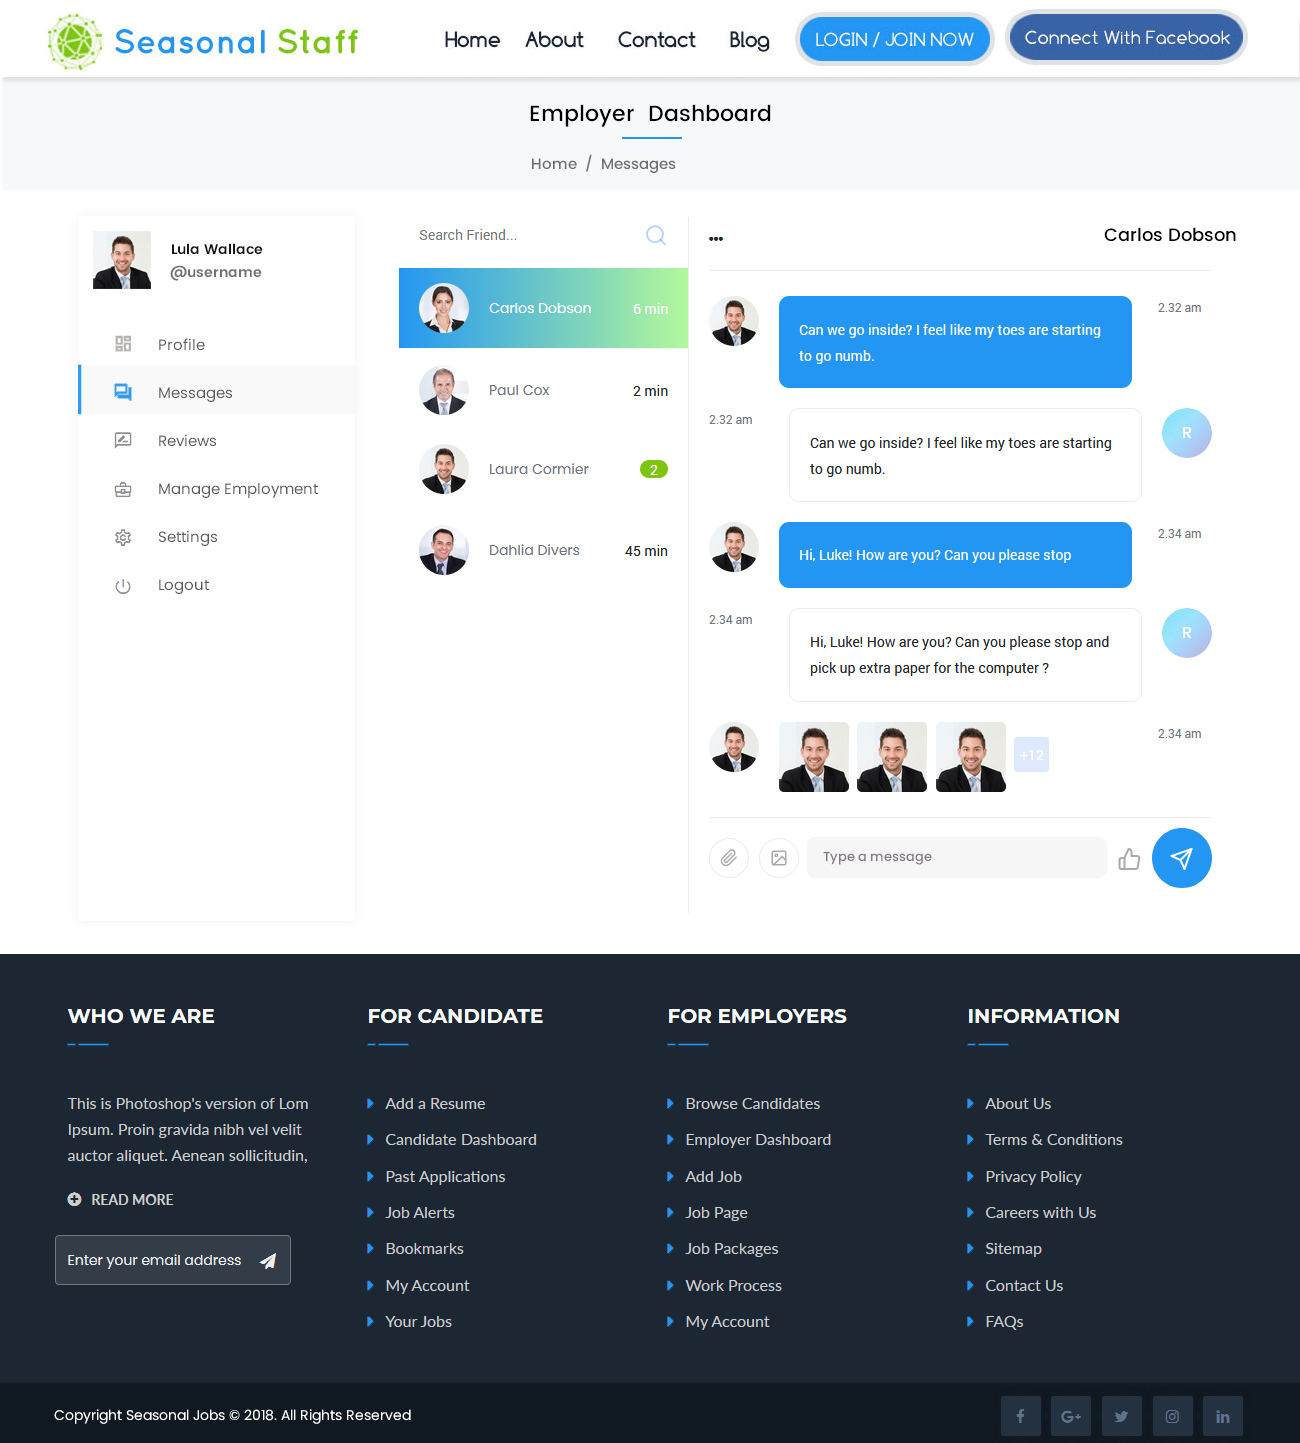 Seasonal Staff
Home About Contact Blog LOGIN / JOIN NOW Connect With Facebook
Employer Dashboard
Home / Messages
Lula Wallace
@username
Profile
Messages
Reviews
Manage Employment
Settings
Logout
Search Friend...
Carlos Dobson 6 min
Paul Cox 2 min
Laura Cormier 2
Dahlia Divers 45 min
••• Carlos Dobson
Can we go inside? I feel like my toes are starting
to go numb.
2.32 am
2.32 am
Can we go inside? I feel like my toes are starting
to go numb.
R
Hi, Luke! How are you? Can you please stop
2.34 am
2.34 am
Hi, Luke! How are you? Can you please stop and
pick up extra paper for the computer ?
R
+12
2.34 am
Type a message
WHO WE ARE
This is Photoshop's version of Lom
Ipsum. Proin gravida nibh vel velit
auctor aliquet. Aenean sollicitudin,
READ MORE
Enter your email address
FOR CANDIDATE
Add a Resume
Candidate Dashboard
Past Applications
Job Alerts
Bookmarks
My Account
Your Jobs
FOR EMPLOYERS
Browse Candidates
Employer Dashboard
Add Job
Job Page
Job Packages
Work Process
My Account
INFORMATION
About Us
Terms & Conditions
Privacy Policy
Careers with Us
Sitemap
Contact Us
FAQs
Copyright Seasonal Jobs © 2018. All Rights Reserved